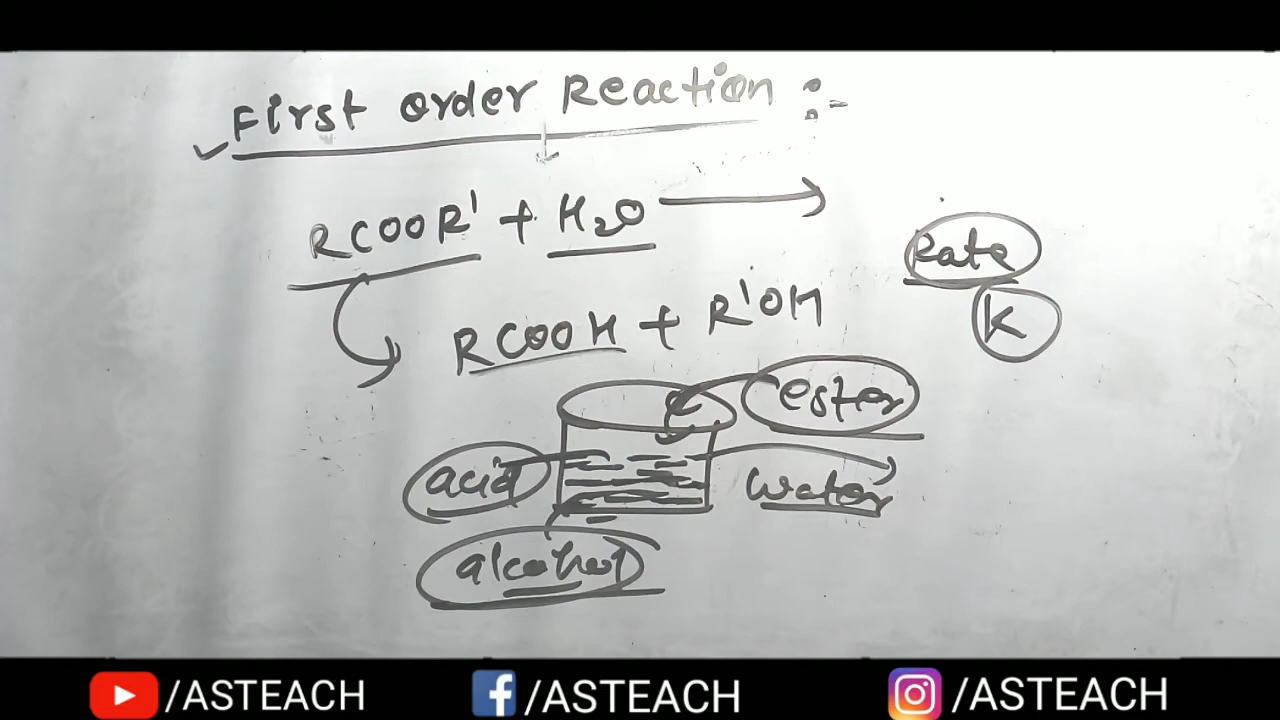 First Order Reaction :-
RCOOR' + H₂O →
Rate
K
RCOOH + R'OH
ester
acid
water
alcohol
/ASTEACH /ASTEACH /ASTEACH